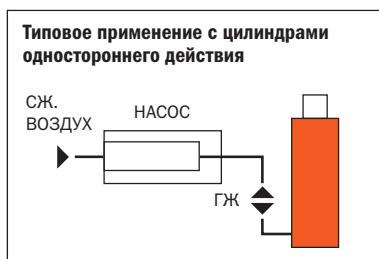 Типовое применение с цилиндрами
одностороннего действия
СЖ.
ВОЗДУХ
НАСОС
ГЖ